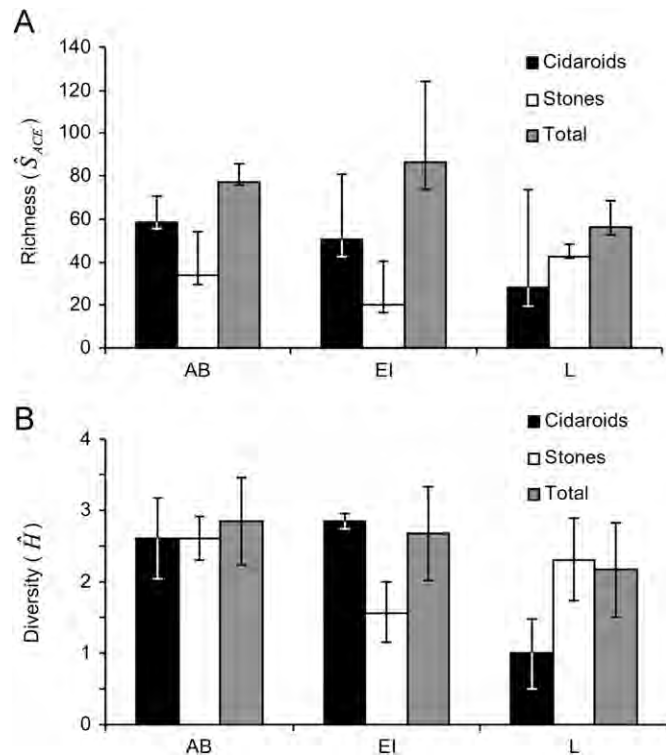 A
Richness (Ŝ_ACE)
140
120
100
80
60
40
20
0
Cidaroids
Stones
Total
AB
EI
L
B
Diversity (Ĥ)
4
3
2
1
0
Cidaroids
Stones
Total
AB
EI
L